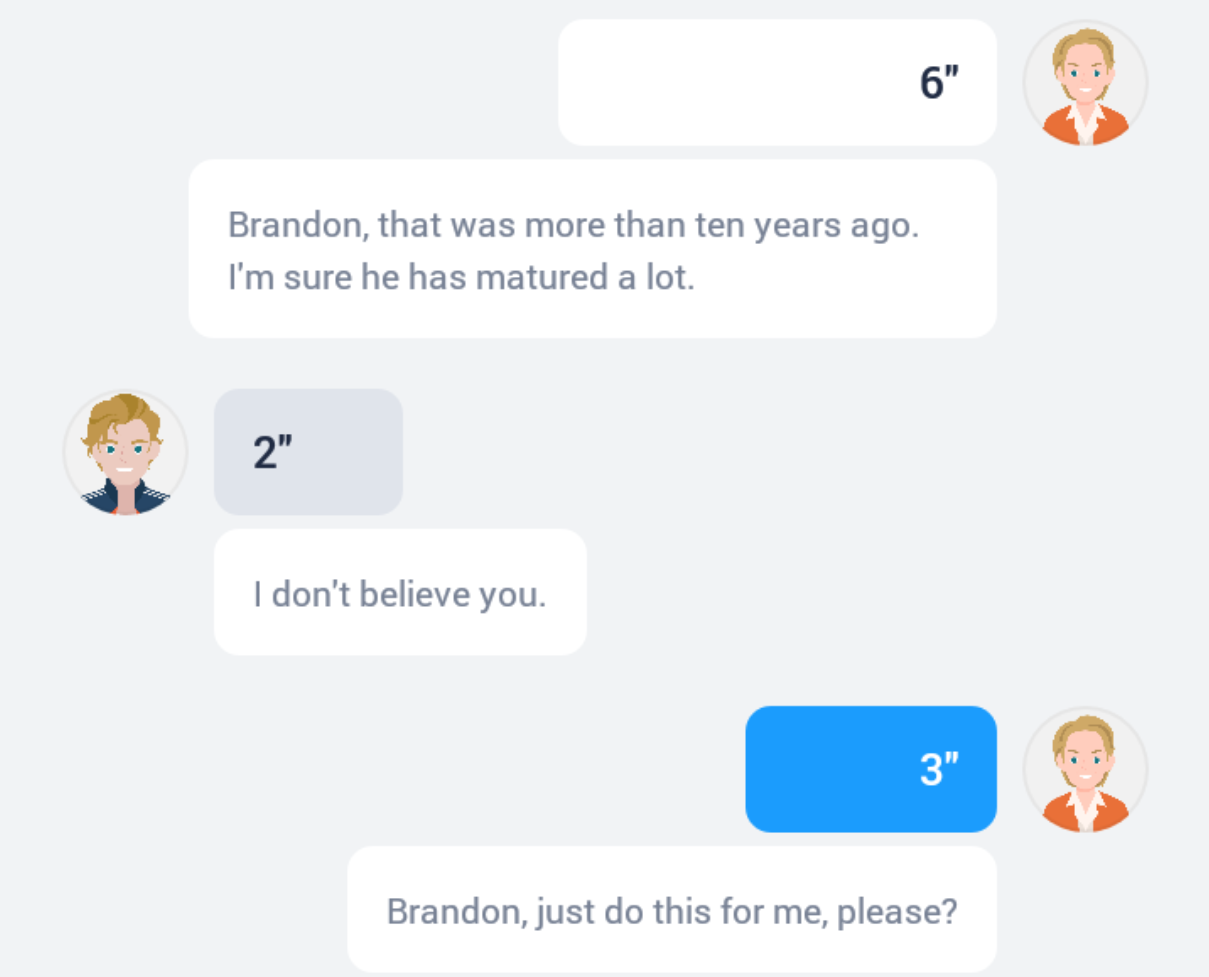 6″
Brandon, that was more than ten years ago.
I'm sure he has matured a lot.
2″
I don't believe you.
3″
Brandon, just do this for me, please?